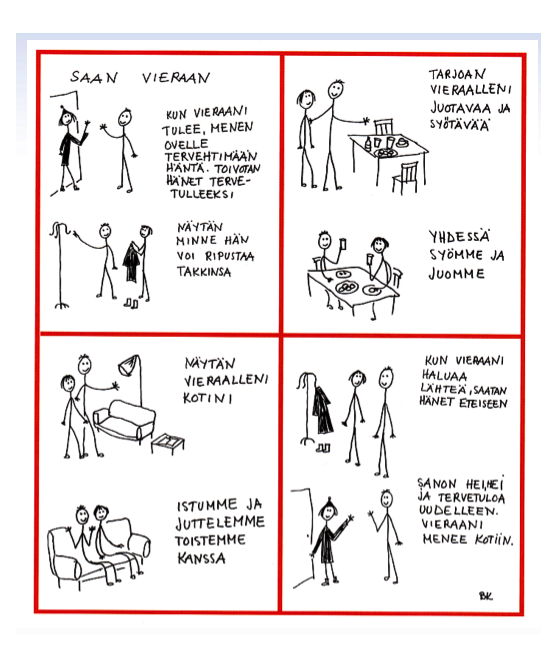 SAAN VIERAAN
KUN VIERAANI
TULEE, MENEN
OVELLE
TERVEHTIMÄÄN
HÄNTÄ. TOIVOTAN
HÄNET TERVE-
TULLEEKSI
NÄYTÄN
MINNE HÄN
VOI RIPUSTAA
TAKKINSA
TARJOAN
VIERAALLENI
JUOTAVAA JA
SYÖTÄVÄÄ
YHDESSÄ
SYÖMME JA
JUOMME
NÄYTÄN
VIERAALLENI
KOTINI
ISTUMME JA
JUTTELEMME
TOISTEMME
KANSSA
KUN VIERAANI
HALUAA
LÄHTEÄ, SAATAN
HÄNET ETEISEEN
SANON HEI,HEI
JA TERVETULOA
UUDELLEEN.
VIERAANI
MENEE KOTIIN.
BK